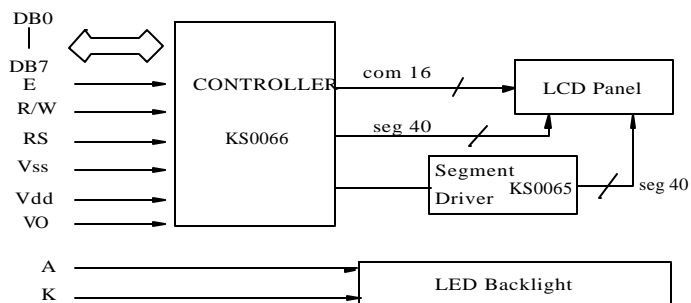 DB0
DB7
E
R/W
RS
Vss
Vdd
VO
A
K
CONTROLLER
KS0066
com 16
seg 40
LCD Panel
Segment
Driver
KS0065
seg 40
LED Backlight